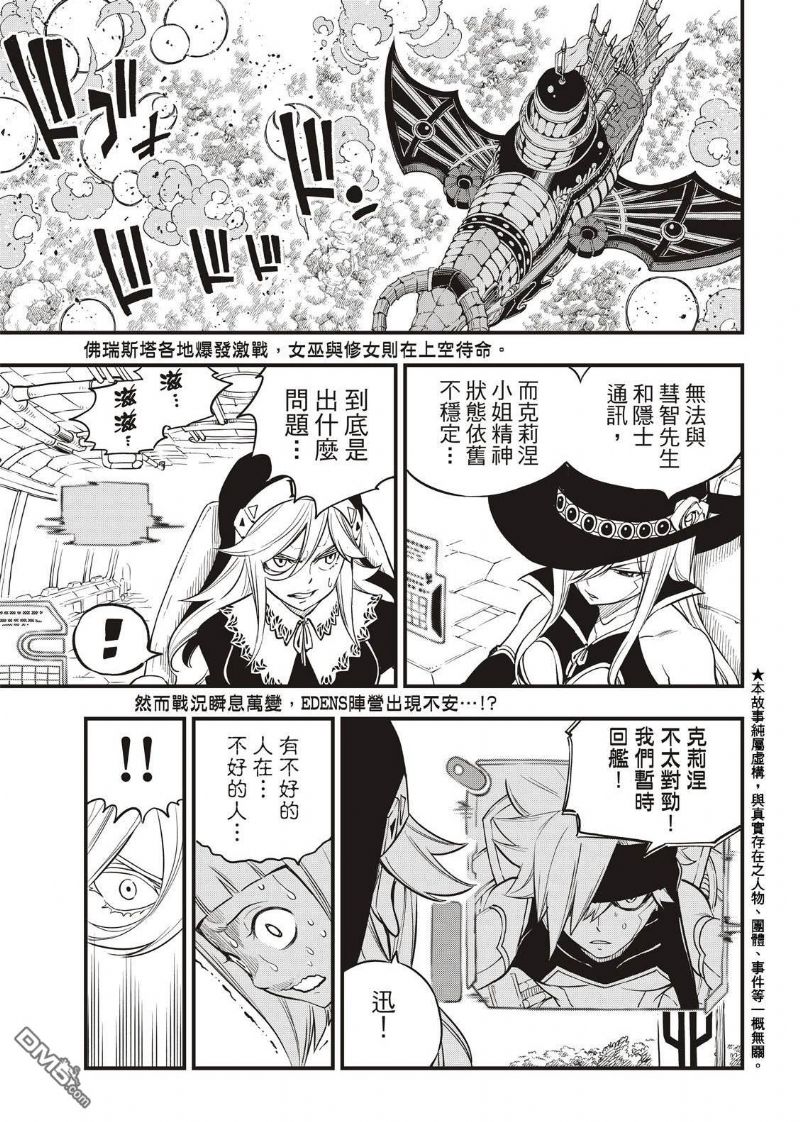 ドドド
ドド…
佛瑞斯塔各地爆發激戰，女巫與修女則在上空待命。
無法與
彗智先生
和隱士
通訊，
而克莉涅
小姐精神
狀態依舊
不穩定…
到底是
出什麼
問題…
滋滋…
滋滋…
！
然而戰況瞬息萬變，EDENS陣營出現不安…!?
克莉涅
不太對勁！
我們暫時
回艦！
迅！
有不好的
人在…
不好的人…
!!
★本故事純屬虛構，與真實存在之人物、團體、事件等一概無關。
DM5.com